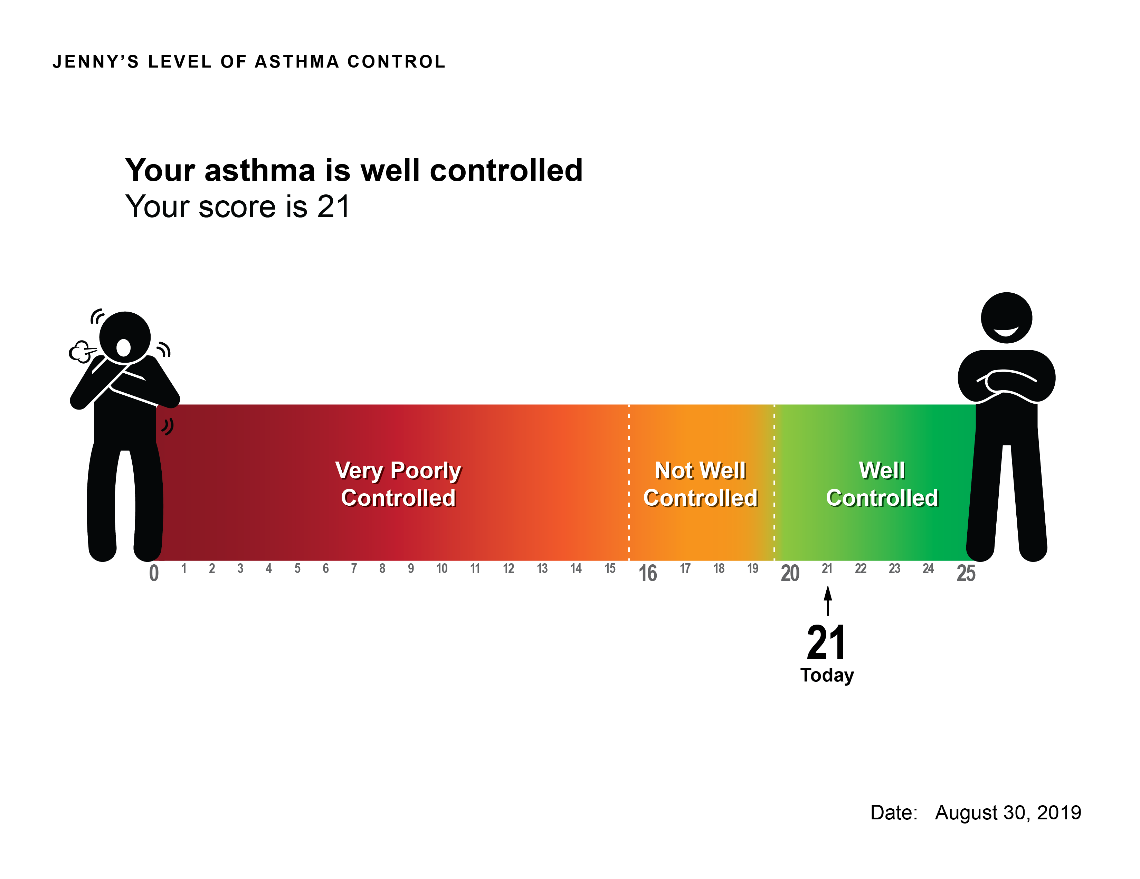 JENNY’S LEVEL OF ASTHMA CONTROL
Your asthma is well controlled
Your score is 21
Very Poorly
Controlled
Not Well
Controlled
Well
Controlled
0 1 2 3 4 5 6 7 8 9 10 11 12 13 14 15 16 17 18 19 20 21 22 23 24 25
21
Today
Date: August 30, 2019